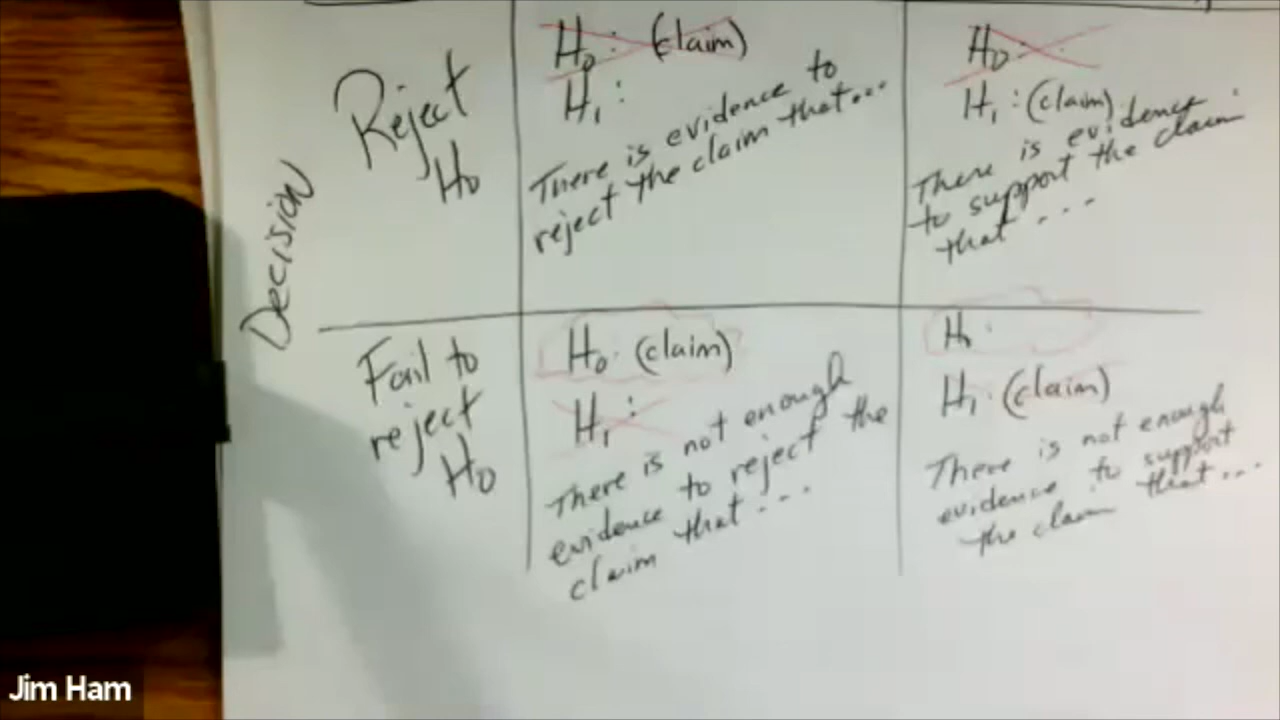 Decision
Reject
H₀
H₀: (claim)
H₁:
There is evidence to
reject the claim that...
H₀:
H₁: (claim)
There is evidence
to support the claim
that...
Fail to
reject
H₀
H₀: (claim)
H₁:
There is not enough
evidence to reject the
claim that...
H₁: (claim)
There is not enough
evidence to support
the claim that...
Jim Ham